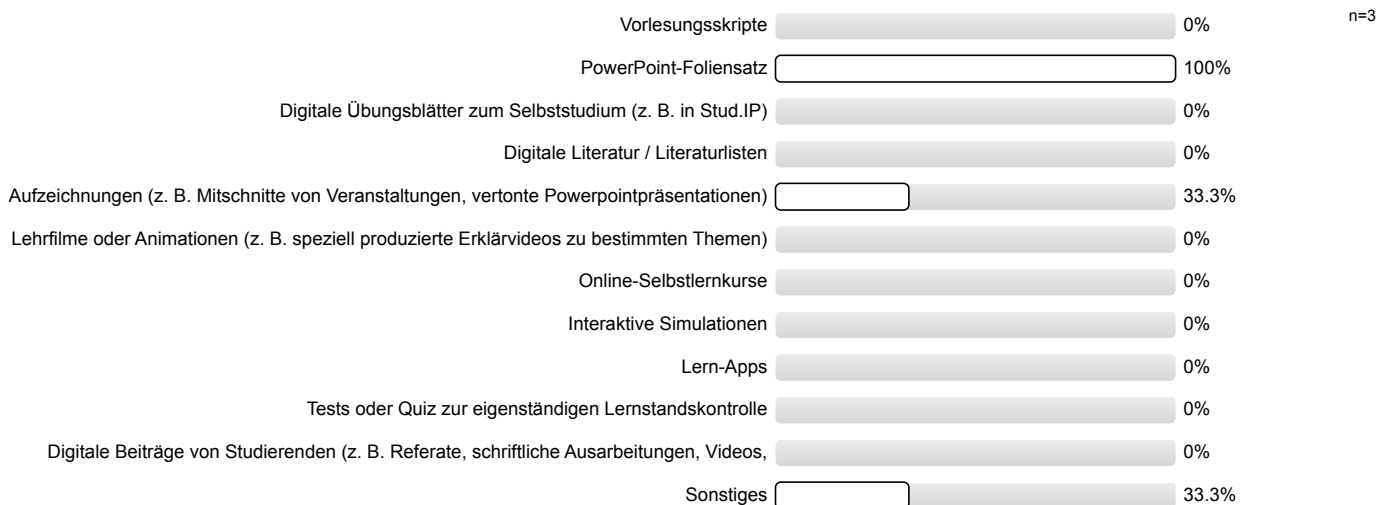 n=3
Vorlesungsskripte 0%
PowerPoint-Foliensatz 100%
Digitale Übungsblätter zum Selbststudium (z. B. in Stud.IP) 0%
Digitale Literatur / Literaturlisten 0%
Aufzeichnungen (z. B. Mitschnitte von Veranstaltungen, vertonte Powerpointpräsentationen) 33.3%
Lehrfilme oder Animationen (z. B. speziell produzierte Erklärvideos zu bestimmten Themen) 0%
Online-Selbstlernkurse 0%
Interaktive Simulationen 0%
Lern-Apps 0%
Tests oder Quiz zur eigenständigen Lernstandskontrolle 0%
Digitale Beiträge von Studierenden (z. B. Referate, schriftliche Ausarbeitungen, Videos, 0%
Sonstiges 33.3%